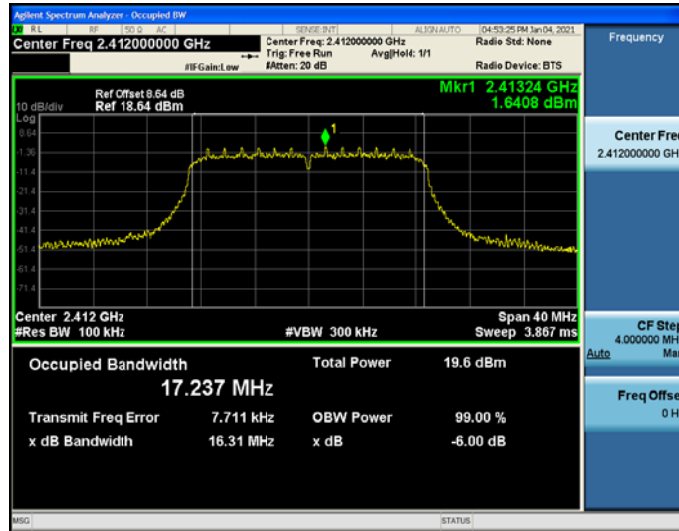 Agilent Spectrum Analyzer - Occupied BW
RL RF 50 Ω AC SENSE:INT ALIGN AUTO 04:53:25 PM Jan 04, 2021
Center Freq 2.412000000 GHz
Center Freq: 2.412000000 GHz
Radio Std: None
Trig: Free Run Avg|Hold: 1/1
#IFGain:Low #Atten: 20 dB Radio Device: BTS
Frequency
Ref Offset 8.64 dB
Ref 18.64 dBm
10 dB/div
Log
Mkr1 2.41324 GHz
1.6408 dBm
8.64
-1.36
-11.4
-21.4
-31.4
-41.4
-51.4
-61.4
-71.4
1
Center 2.412 GHz Span 40 MHz
#Res BW 100 kHz #VBW 300 kHz Sweep 3.867 ms
Occupied Bandwidth Total Power 19.6 dBm
17.237 MHz
Transmit Freq Error 7.711 kHz OBW Power 99.00 %
x dB Bandwidth 16.31 MHz x dB -6.00 dB
Center Fre
2.412000000 GH
CF Step
4.000000 MH
Auto Ma
Freq Offse
0 H
MSG STATUS